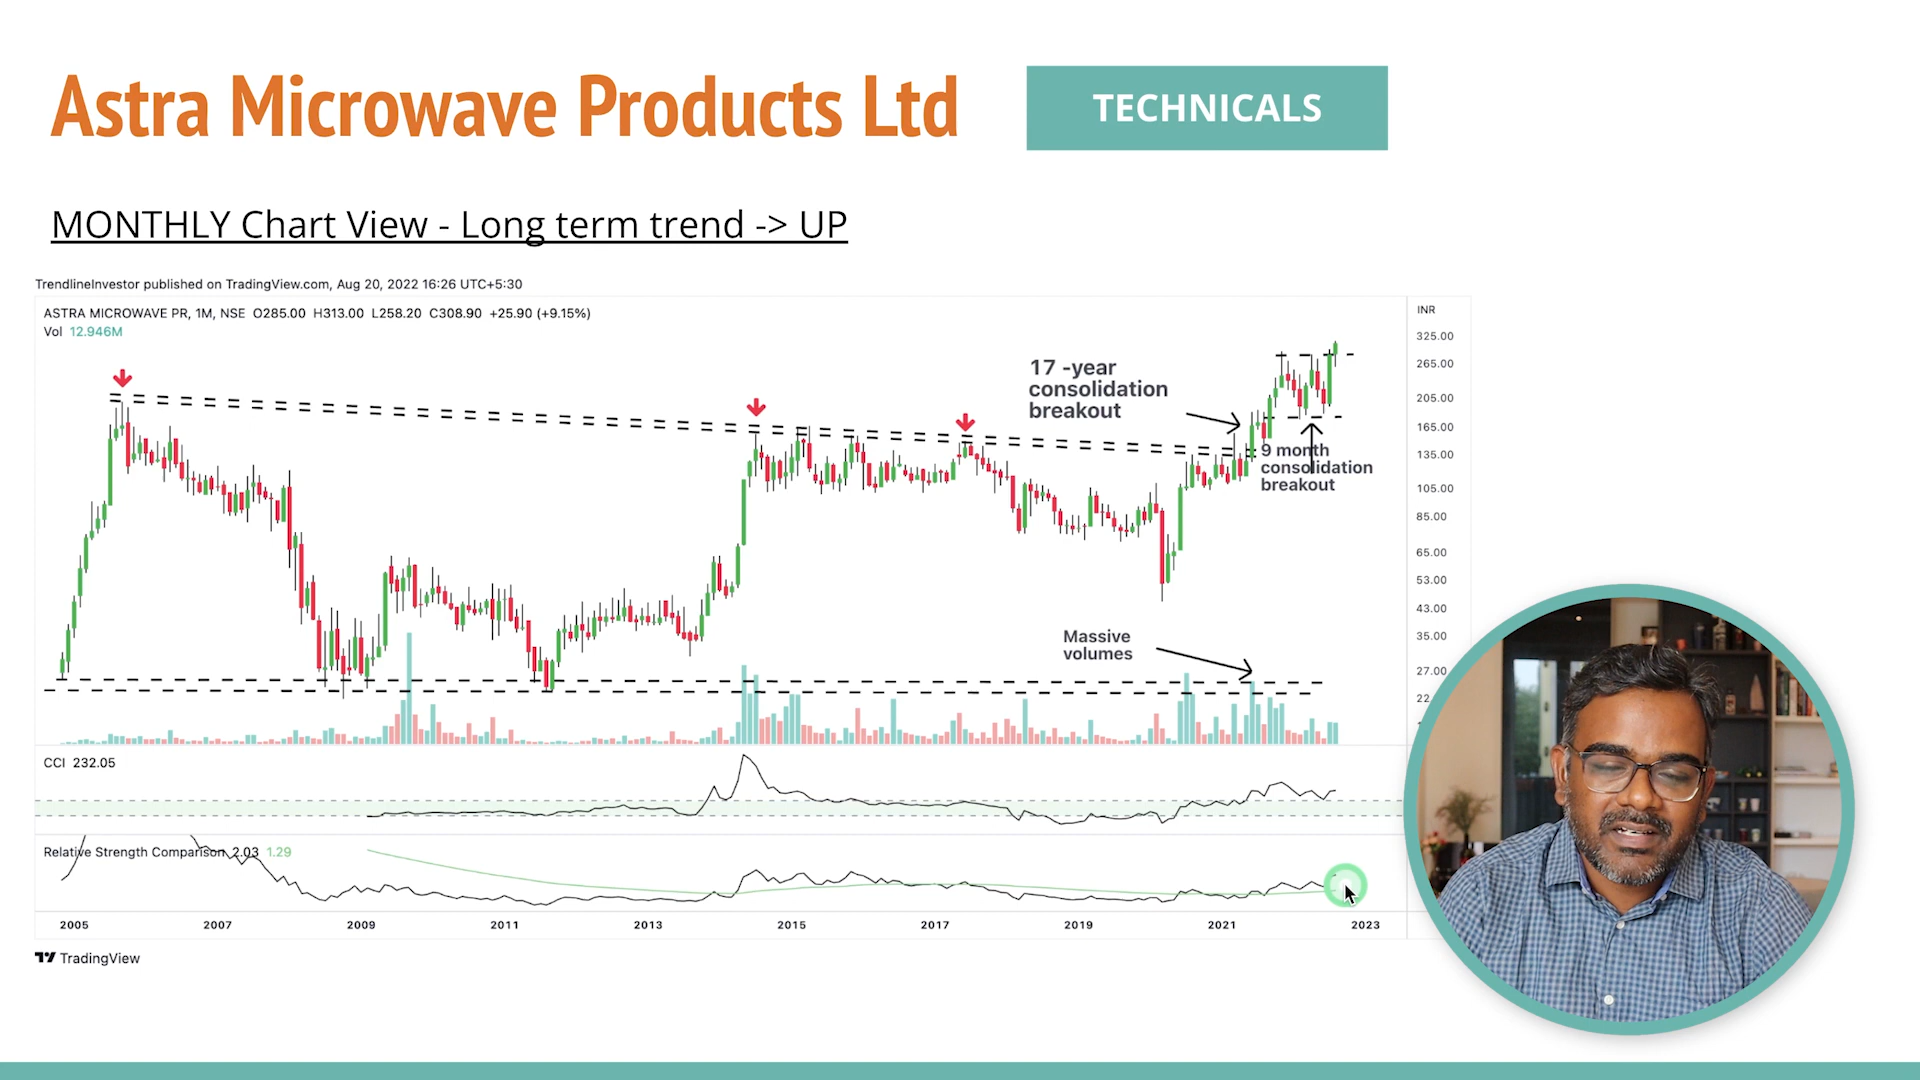 Astra Microwave Products Ltd
TECHNICALS
MONTHLY Chart View - Long term trend -> UP
TrendlineInvestor published on TradingView.com, Aug 20, 2022 16:26 UTC+5:30
ASTRA MICROWAVE PR, 1M, NSE O285.00 H313.00 L258.20 C308.90 +25.90 (+9.15%)
Vol 12.946M
INR
325.00
265.00
205.00
165.00
135.00
105.00
85.00
65.00
53.00
43.00
35.00
27.00
22.
17 -year
consolidation
breakout
9 month
consolidation
breakout
Massive
volumes
CCI 232.05
Relative Strength Comparison 2.03 1.29
2005 2007 2009 2011 2013 2015 2017 2019 2021 2023
TradingView